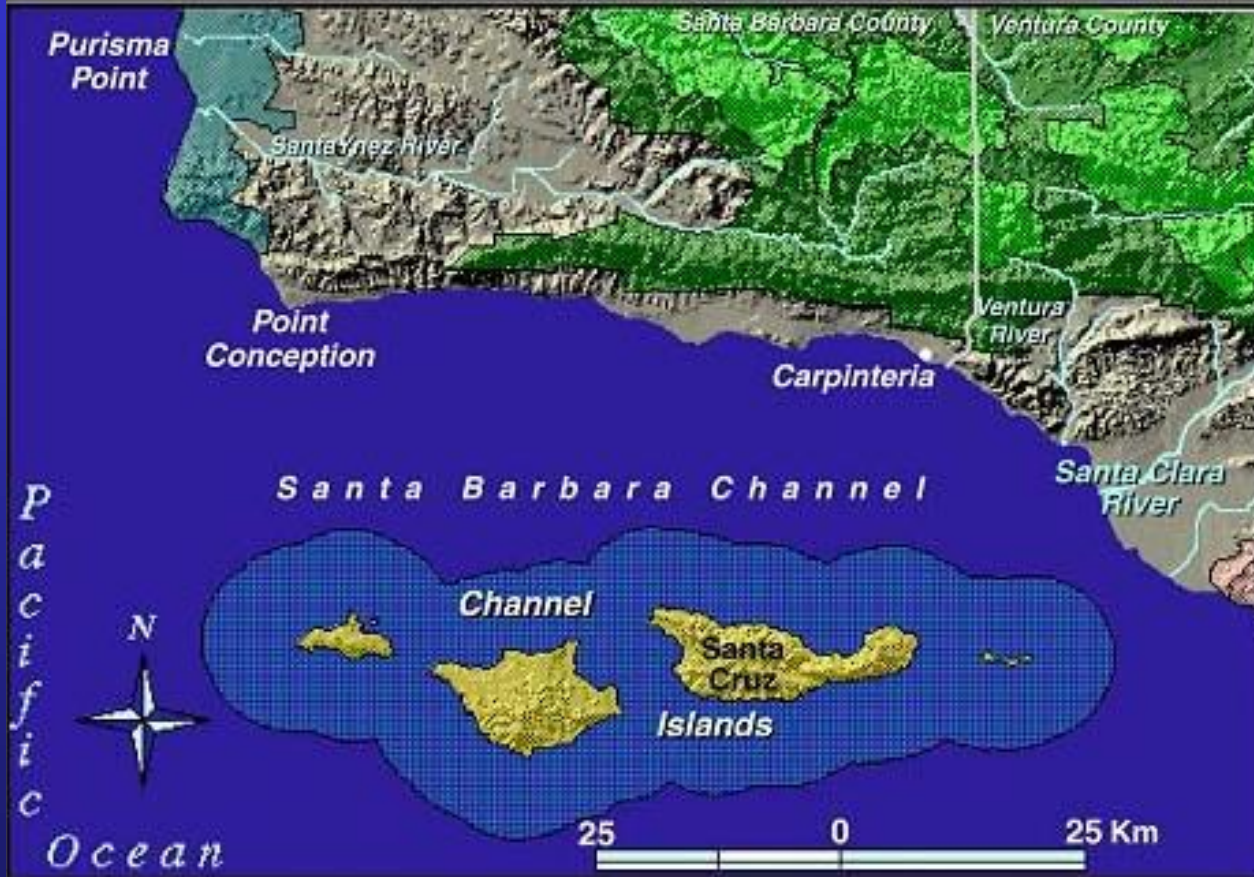 Santa Barbara County
Ventura County
Purisma
Point
Santa Ynez River
Point
Conception
Ventura
River
Carpinteria
Santa Clara
River
Santa Barbara Channel
Pacific
Ocean
N
Channel
Islands
Santa
Cruz
25 0 25 Km